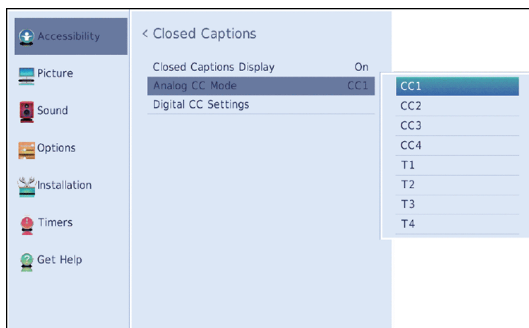 Accessibility
Picture
Sound
Options
Installation
Timers
Get Help
< Closed Captions
Closed Captions Display On
Analog CC Mode CC1
Digital CC Settings
CC1
CC2
CC3
CC4
T1
T2
T3
T4